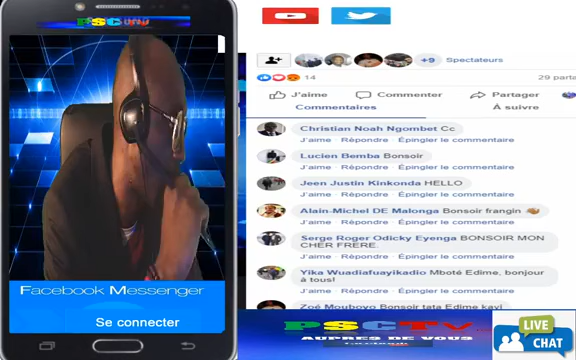 PSCTV
Facebook Messenger
Se connecter
+9 Spectateurs
14
29 parta
J'aime Commenter Partager
Commentaires À suivre
Christian Noah Ngombet Cc
J'aime · Répondre · Épingler le commentaire
Lucien Bemba Bonsoir
J'aime · Répondre · Épingler le commentaire
Jeen Justin Kinkonda HELLO
J'aime · Répondre · Épingler le commentaire
Alain-Michel DE Malonga Bonsoir frangin
J'aime · Répondre · Épingler le commentaire
Serge Roger Odicky Eyenga BONSOIR MON
CHER FRERE.
J'aime · Répondre · Épingler le commentaire
Yika Wuadiafuayikadio Mboté Edime, bonjour
à tous!
J'aime · Répondre · Épingler le commentaire
Zoé Mouboyo Bonsoir tata Edime kavi
PSCTV
AUPRES DE VOUS
LIVE
CHAT